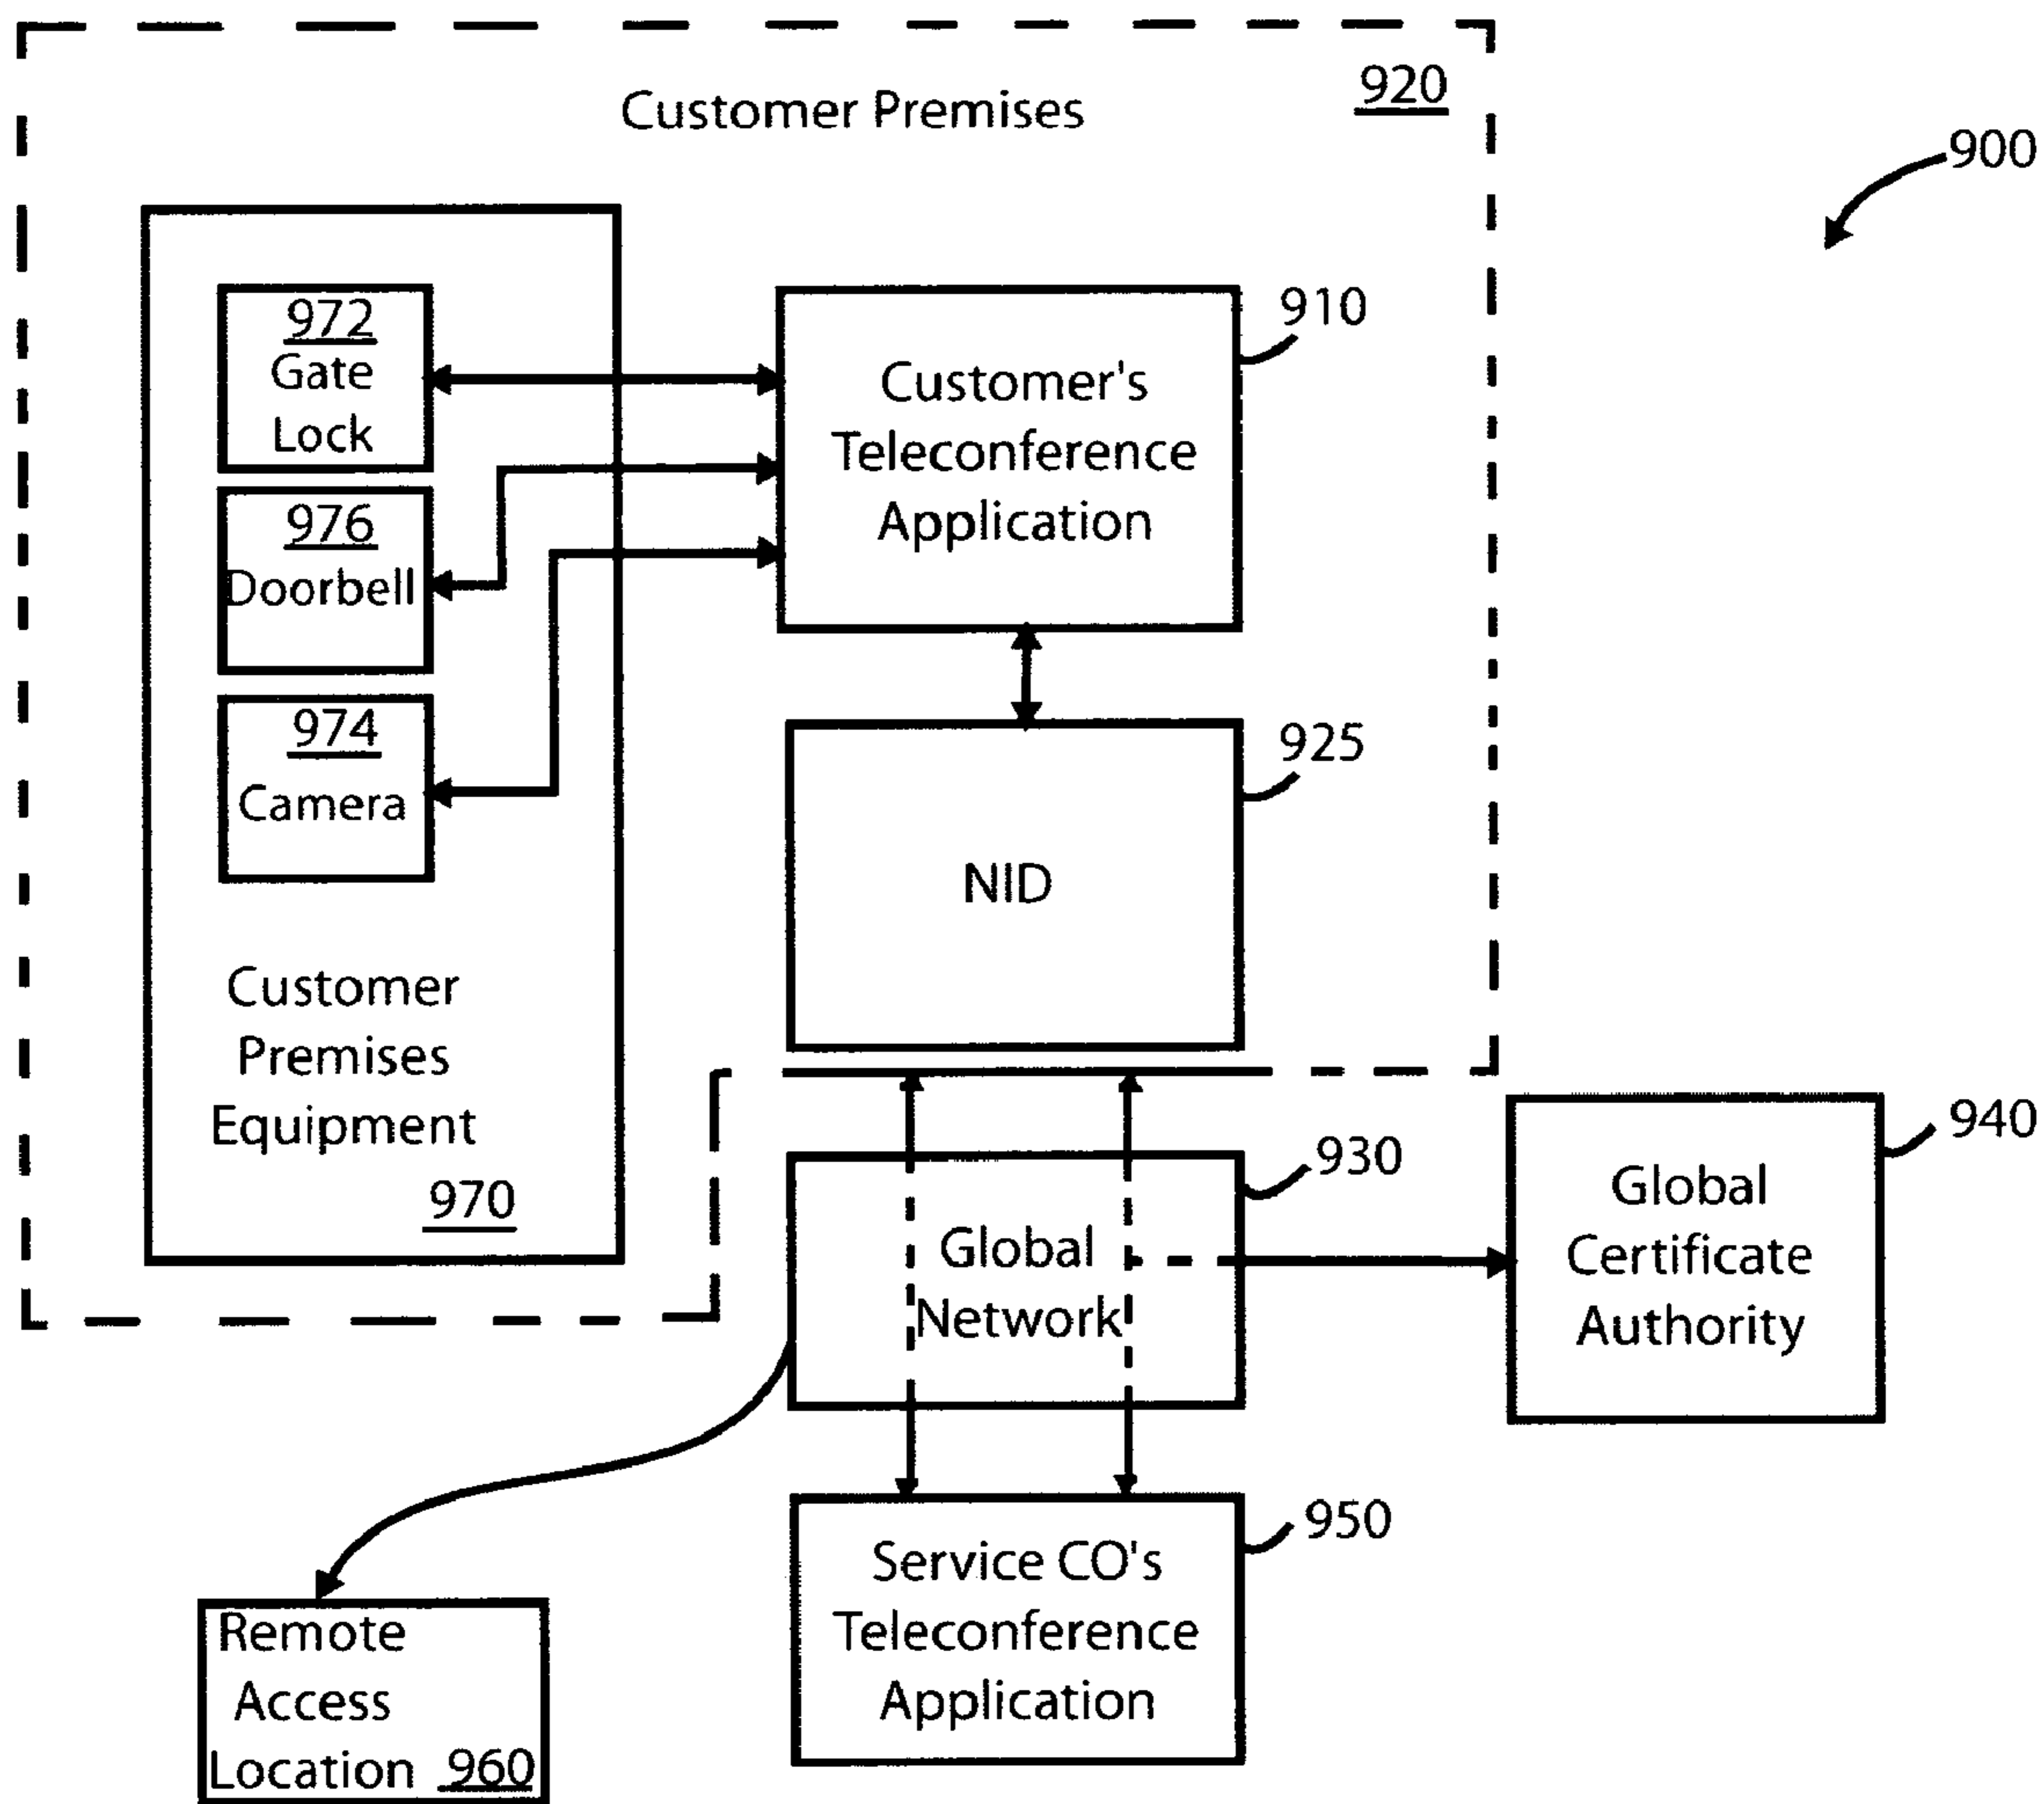 Customer Premises
920
900
972
Gate
Lock
976
Doorbell
974
Camera
Customer
Premises
Equipment
970
910
Customer's
Teleconference
Application
925
NID
930
Global
Network
940
Global
Certificate
Authority
950
Service CO's
Teleconference
Application
Remote
Access
Location 960